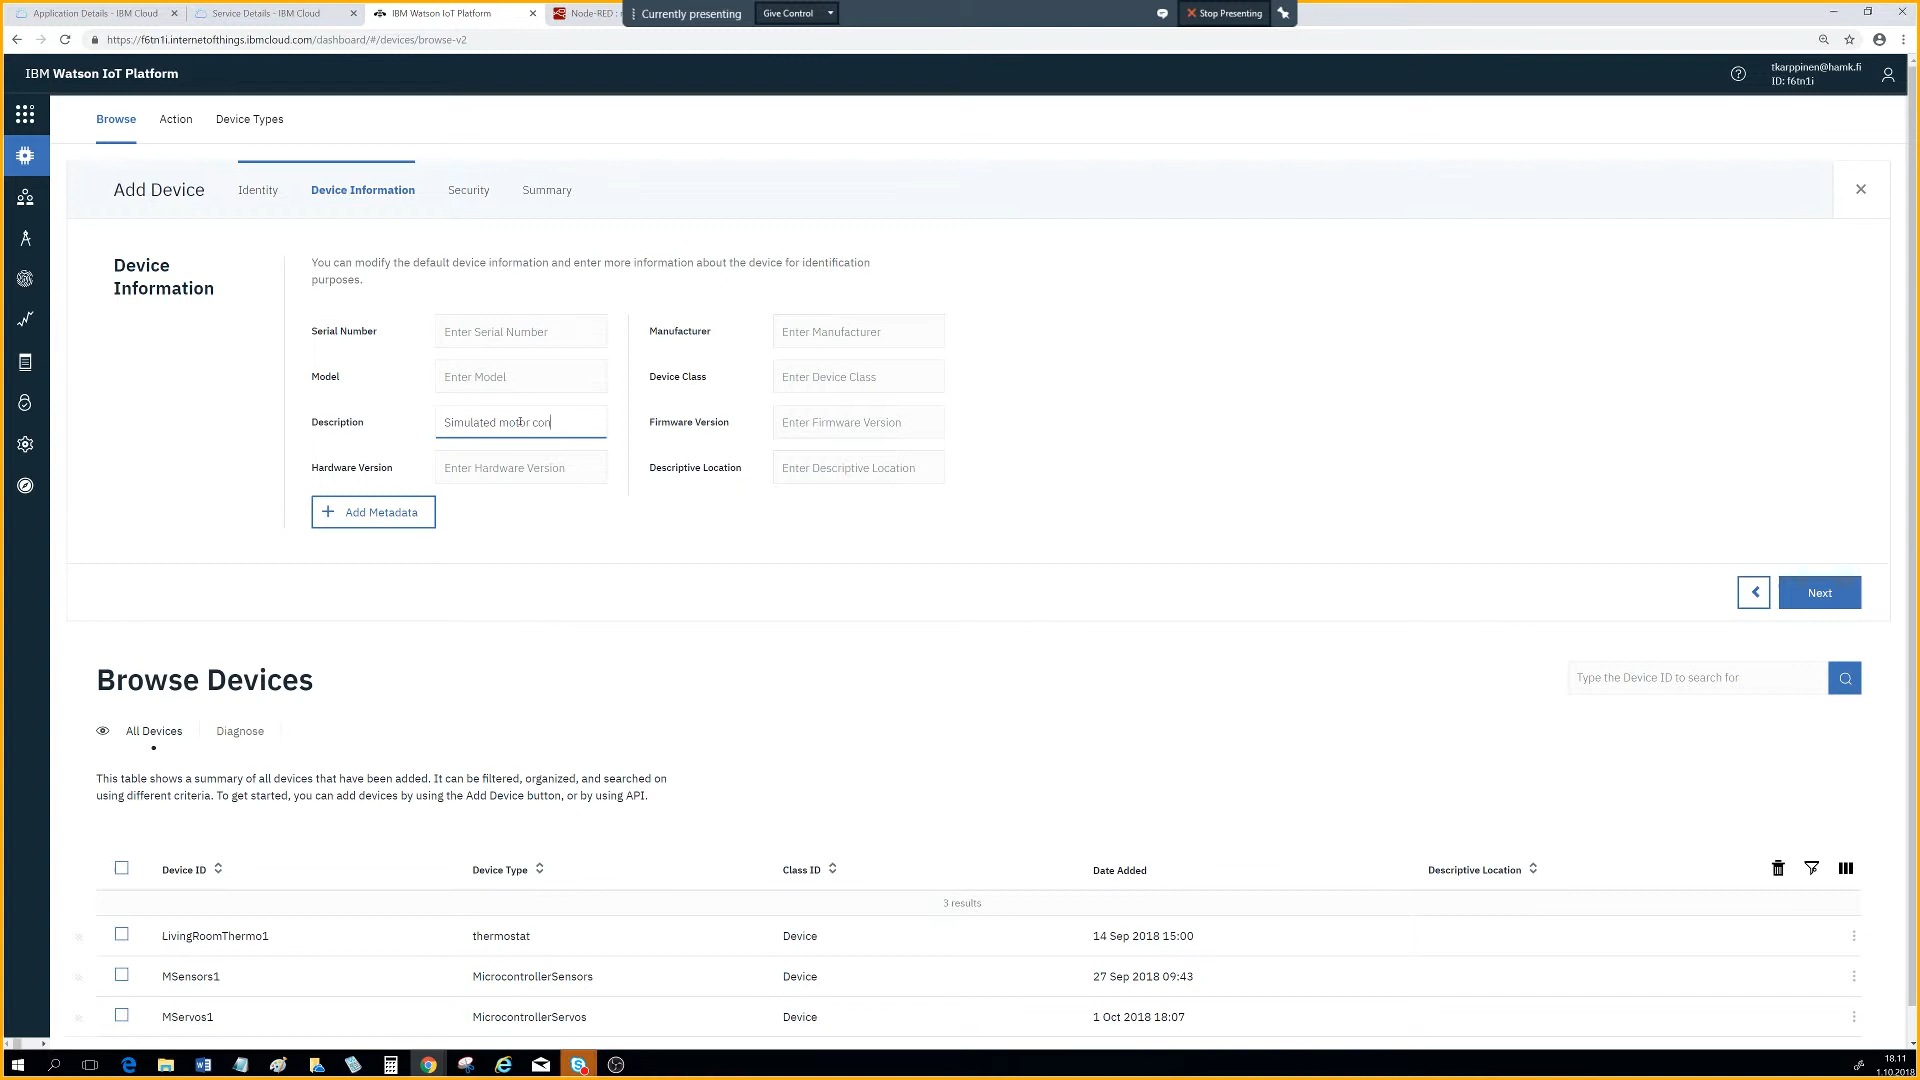 Application Details - IBM Cloud
Service Details - IBM Cloud
IBM Watson IoT Platform
Node-RED :
Currently presenting
Give Control
Stop Presenting
https://f6tn1i.internetofthings.ibmcloud.com/dashboard/#/devices/browse-v2
IBM Watson IoT Platform
tkarppinen@hamk.fi
ID: f6tn1i
Browse
Action
Device Types
Add Device
Identity
Device Information
Security
Summary
Device
Information
You can modify the default device information and enter more information about the device for identification
purposes.
Serial Number
Enter Serial Number
Manufacturer
Enter Manufacturer
Model
Enter Model
Device Class
Enter Device Class
Description
Simulated motor con
Firmware Version
Enter Firmware Version
Hardware Version
Enter Hardware Version
Descriptive Location
Enter Descriptive Location
Add Metadata
Next
Browse Devices
Type the Device ID to search for
All Devices
Diagnose
This table shows a summary of all devices that have been added. It can be filtered, organized, and searched on
using different criteria. To get started, you can add devices by using the Add Device button, or by using API.
Device ID
Device Type
Class ID
Date Added
Descriptive Location
3 results
LivingRoomThermo1
thermostat
Device
14 Sep 2018 15:00
MSensors1
MicrocontrollerSensors
Device
27 Sep 2018 09:43
MServos1
MicrocontrollerServos
Device
1 Oct 2018 18:07
18.11
1.10.2018